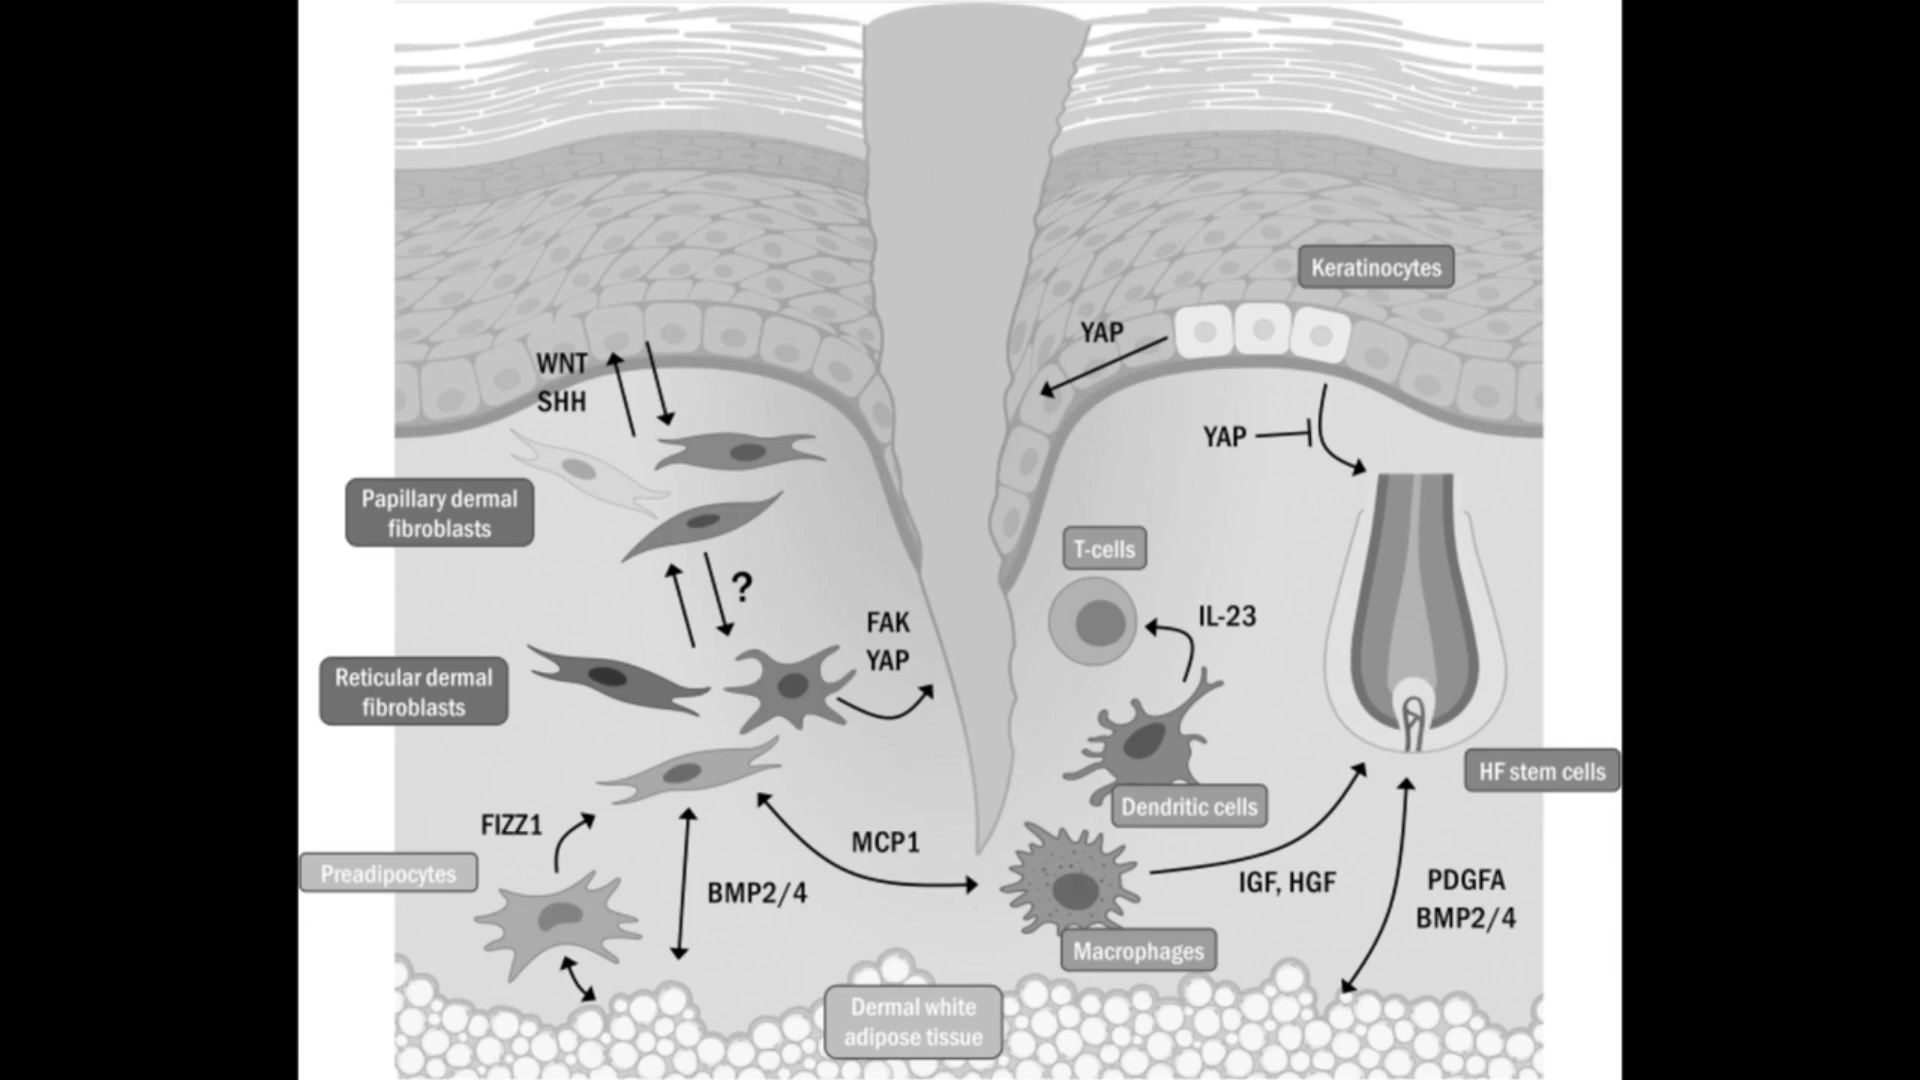 Keratinocytes
YAP
WNT
SHH
YAP
Papillary dermal
fibroblasts
T-cells
?
IL-23
FAK
YAP
Reticular dermal
fibroblasts
HF stem cells
Dendritic cells
FIZZ1
MCP1
Preadipocytes
BMP2/4
IGF, HGF
PDGFA
BMP2/4
Macrophages
Dermal white
adipose tissue